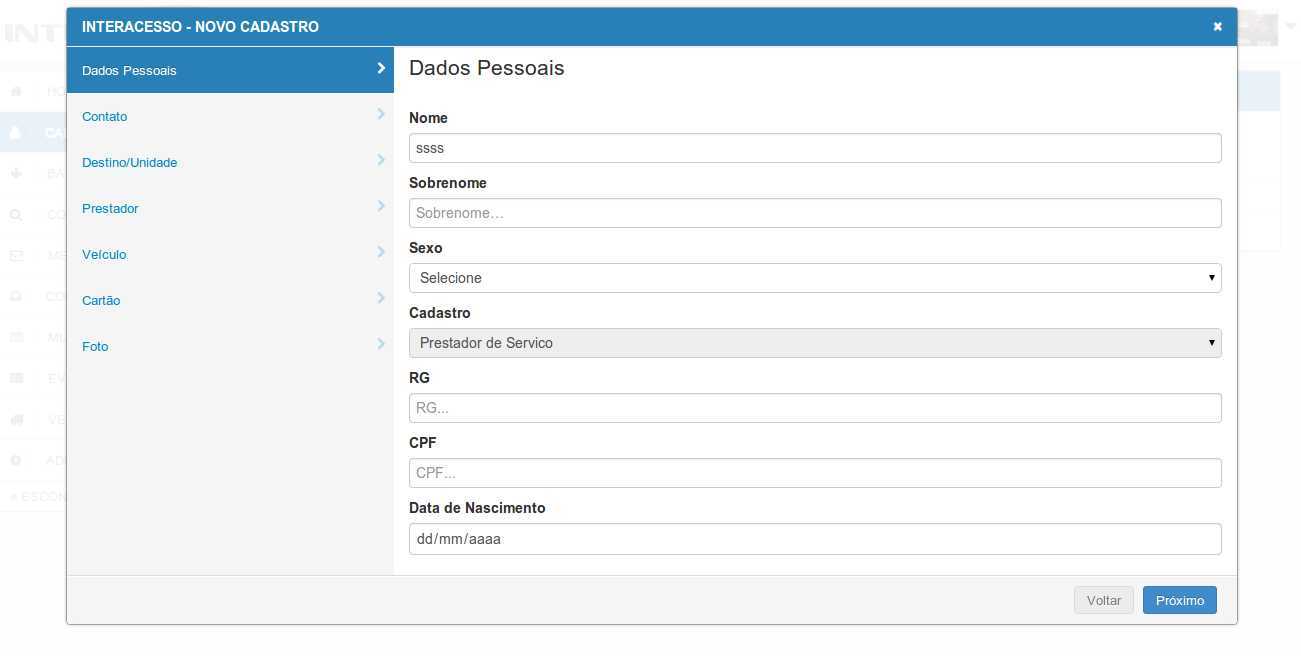 INTERACESSO - NOVO CADASTRO
Dados Pessoais
Contato
Destino/Unidade
Prestador
Veículo
Cartão
Foto
Dados Pessoais
Nome
ssss
Sobrenome
Sobrenome...
Sexo
Selecione
Cadastro
Prestador de Servico
RG
RG...
CPF
CPF...
Data de Nascimento
dd/mm/aaaa
Voltar
Próximo